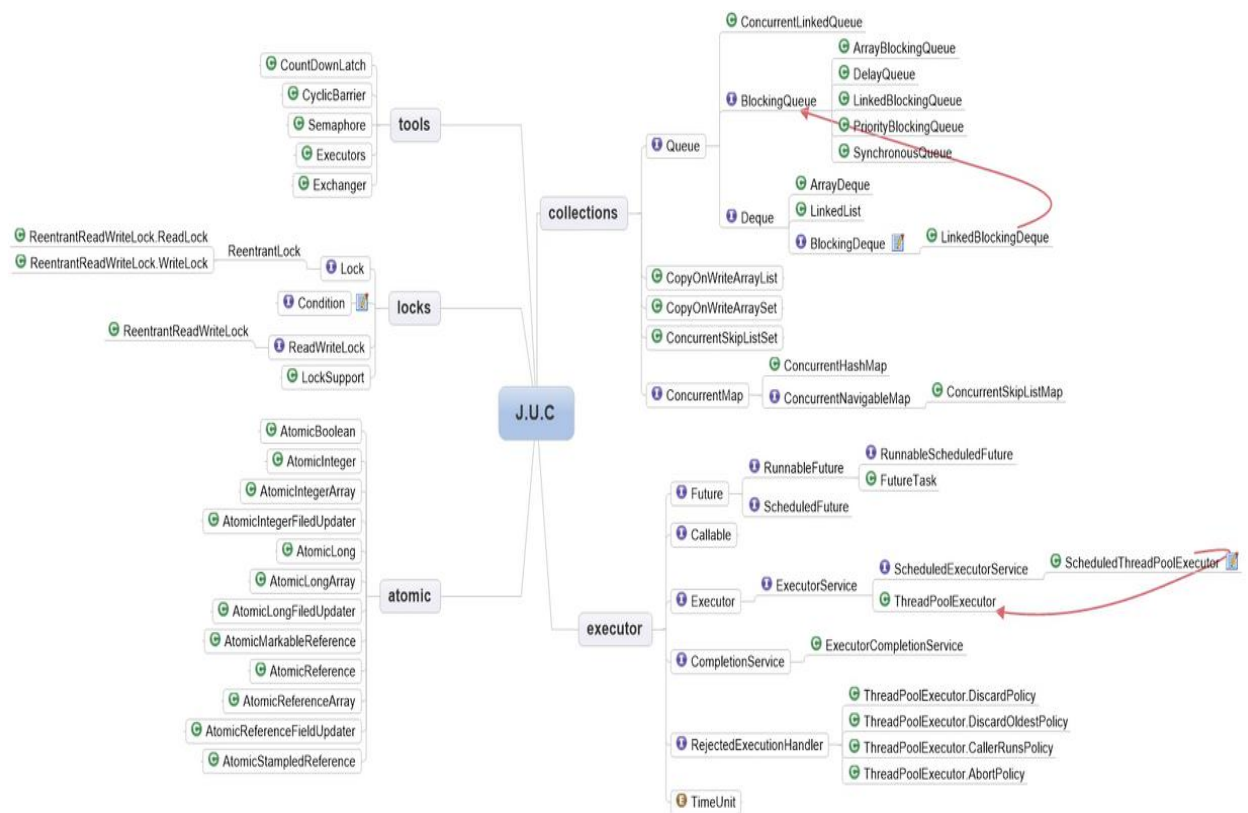 J.U.C
tools
CountDownLatch
CyclicBarrier
Semaphore
Executors
Exchanger
locks
Lock
ReentrantLock
ReentrantReadWriteLock.ReadLock
ReentrantReadWriteLock.WriteLock
Condition
ReadWriteLock
ReentrantReadWriteLock
LockSupport
atomic
AtomicBoolean
AtomicInteger
AtomicIntegerArray
AtomicIntegerFiledUpdater
AtomicLong
AtomicLongArray
AtomicLongFiledUpdater
AtomicMarkableReference
AtomicReference
AtomicReferenceArray
AtomicReferenceFieldUpdater
AtomicStampledReference
collections
Queue
ConcurrentLinkedQueue
BlockingQueue
ArrayBlockingQueue
DelayQueue
LinkedBlockingQueue
PriorityBlockingQueue
SynchronousQueue
Deque
ArrayDeque
LinkedList
BlockingDeque
LinkedBlockingDeque
CopyOnWriteArrayList
CopyOnWriteArraySet
ConcurrentSkipListSet
ConcurrentMap
ConcurrentHashMap
ConcurrentNavigableMap
ConcurrentSkipListMap
executor
Future
RunnableFuture
RunnableScheduledFuture
FutureTask
ScheduledFuture
Callable
Executor
ExecutorService
ScheduledExecutorService
ScheduledThreadPoolExecutor
ThreadPoolExecutor
CompletionService
ExecutorCompletionService
RejectedExecutionHandler
ThreadPoolExecutor.DiscardPolicy
ThreadPoolExecutor.DiscardOldestPolicy
ThreadPoolExecutor.CallerRunsPolicy
ThreadPoolExecutor.AbortPolicy
TimeUnit